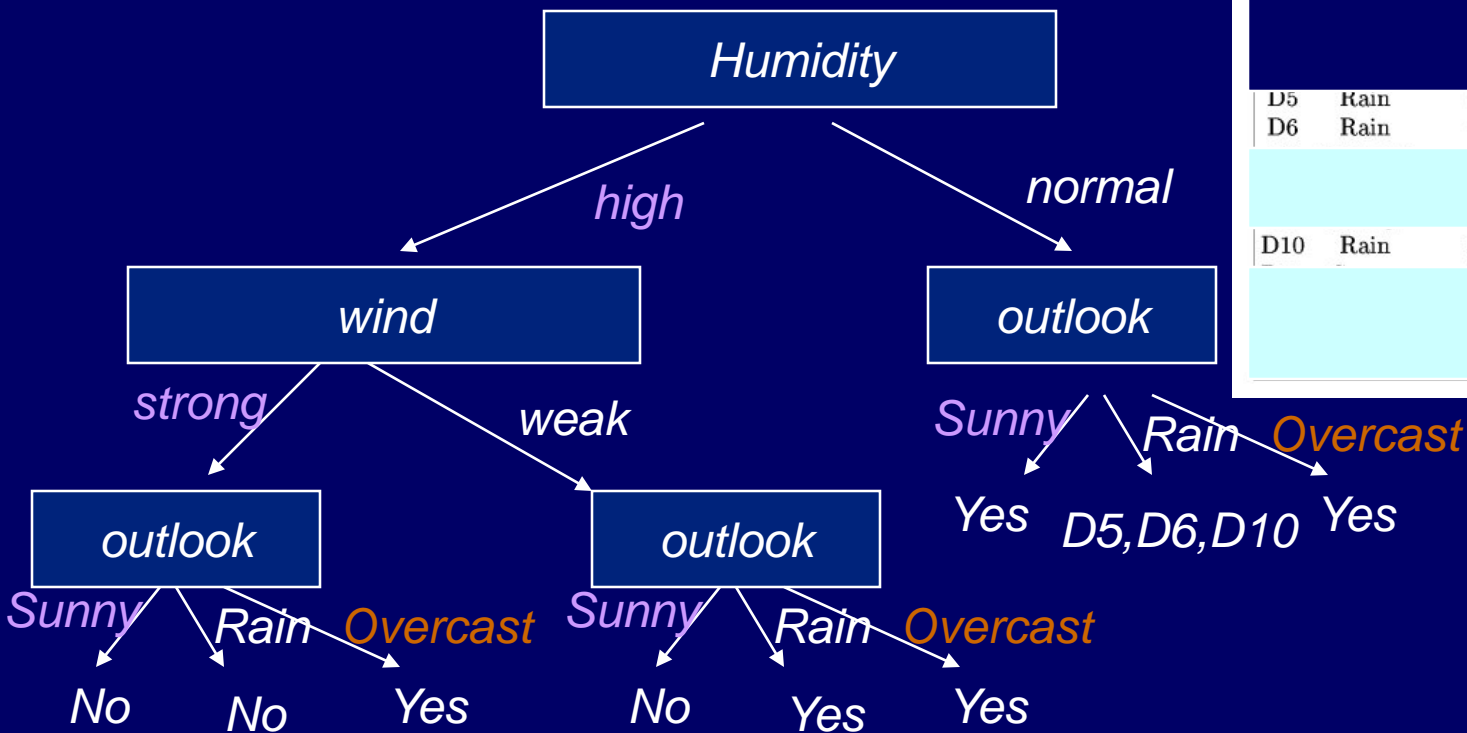 Humidity
D5 Rain
D6 Rain
high
normal
D10 Rain
wind
outlook
strong
weak
Sunny
Rain
Overcast
Yes
D5,D6,D10
Yes
outlook
outlook
Sunny
Rain
Overcast
Sunny
Rain
Overcast
No
No
Yes
No
Yes
Yes